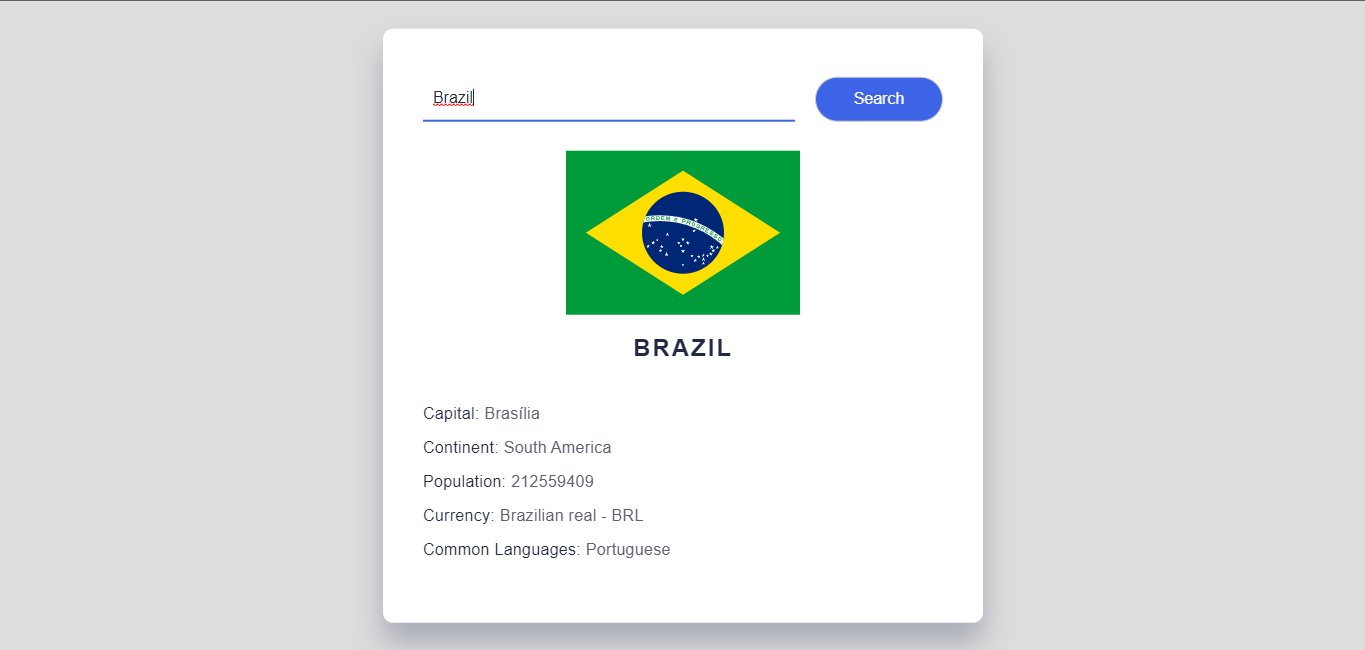 Brazil
Search
ORDEM E PROGRESSO
BRAZIL
Capital: Brasília
Continent: South America
Population: 212559409
Currency: Brazilian real - BRL
Common Languages: Portuguese